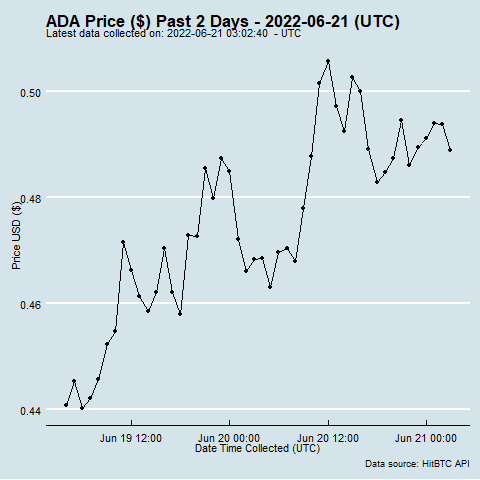 ADA Price ($) Past 2 Days - 2022-06-21 (UTC)
Latest data collected on: 2022-06-21 03:02:40  - UTC
0.50
0.48
0.46
0.44
Price USD ($)
Jun 19 12:00 Jun 20 00:00 Jun 20 12:00 Jun 21 00:00
Date Time Collected (UTC)
Data source: HitBTC API